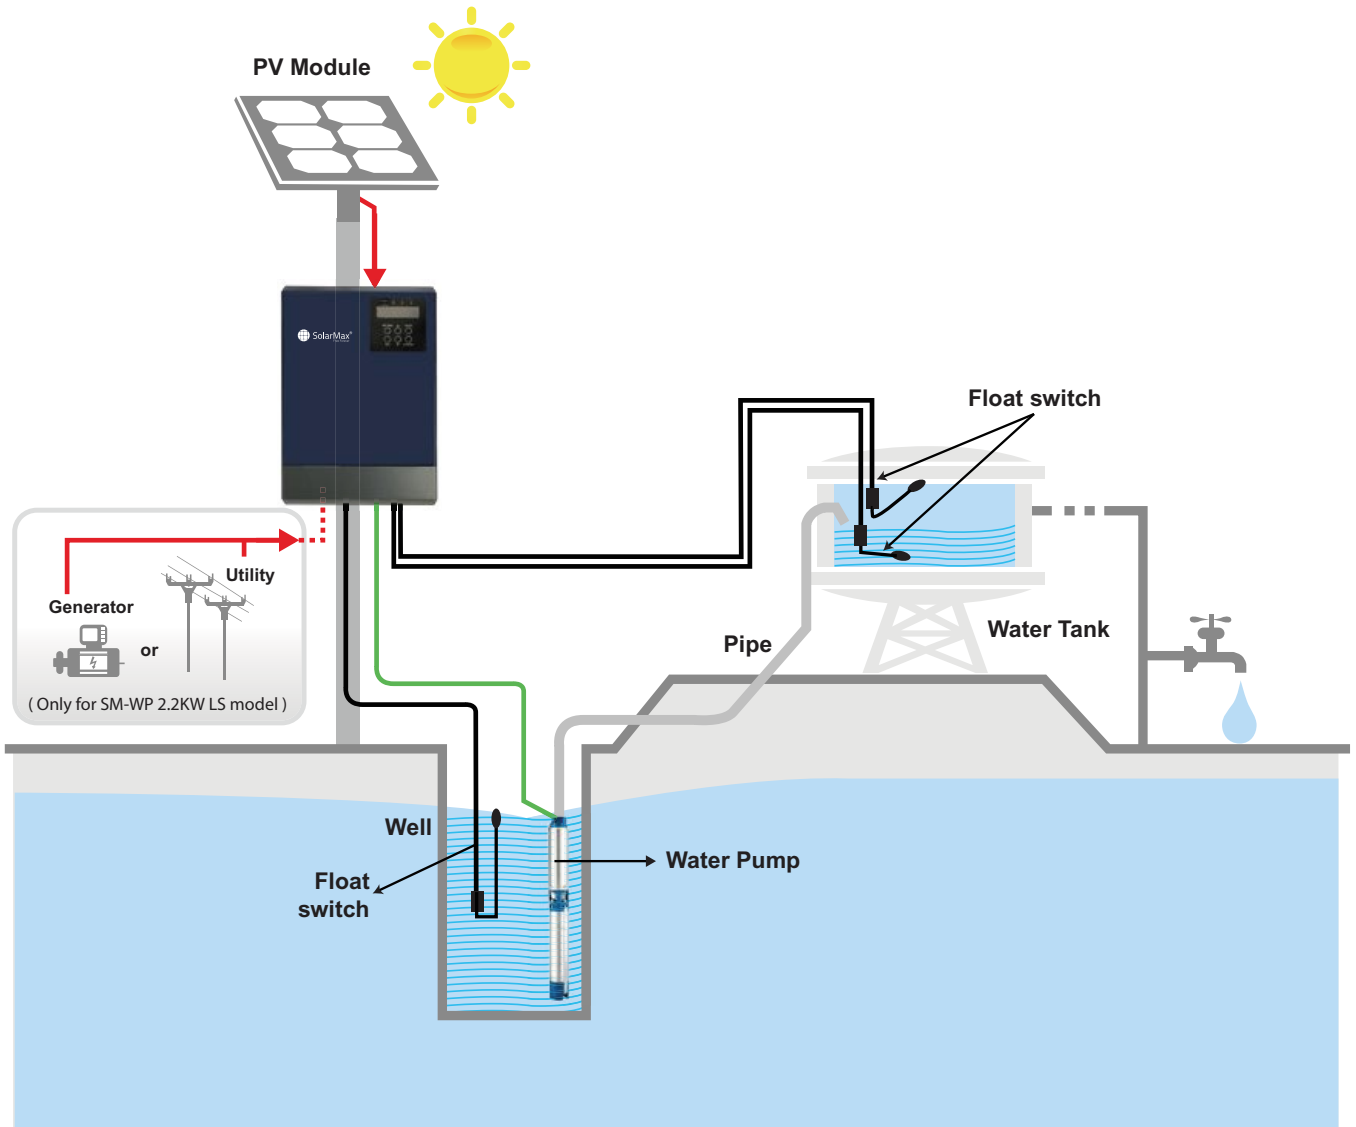 PV Module
SolarMax®
Float switch
Utility
Generator
or
( Only for SM-WP 2.2KW LS model )
Pipe
Water Tank
Well
Float
switch
Water Pump